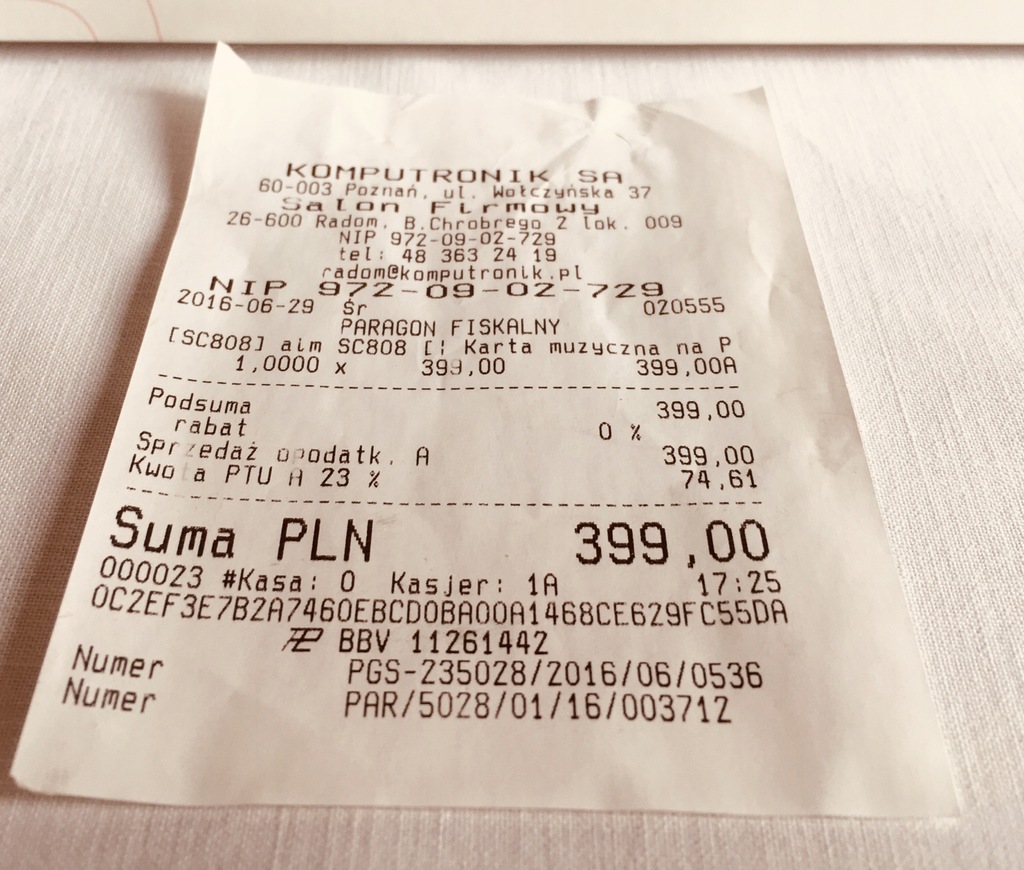 KOMPUTRONIK SA
60-003 Poznań, ul. Wołczyńska 37
Salon Firmowy
26-600 Radom, B.Chrobrego 2 lok. 009
NIP 972-09-02-729
tel: 48 363 24 19
radom@komputronik.pl
NIP 972-09-02-729
2016-06-29 śr 020555
PARAGON FISKALNY
[SC808] aim SC808 [¦ Karta muzyczna na P
1,0000 x 399,00 399,00A
Podsuma 399,00
rabat 0 %
Sprzedaż opodatk. A 399,00
Kwota PTU A 23 % 74,61
Suma PLN 399,00
000023 #Kasa: 0 Kasjer: 1A 17:25
0C2EF3E7B2A7460EBCD0BA00A1468CE629FC55DA
BBV 11261442
Numer PGS-235028/2016/06/0536
Numer PAR/5028/01/16/003712